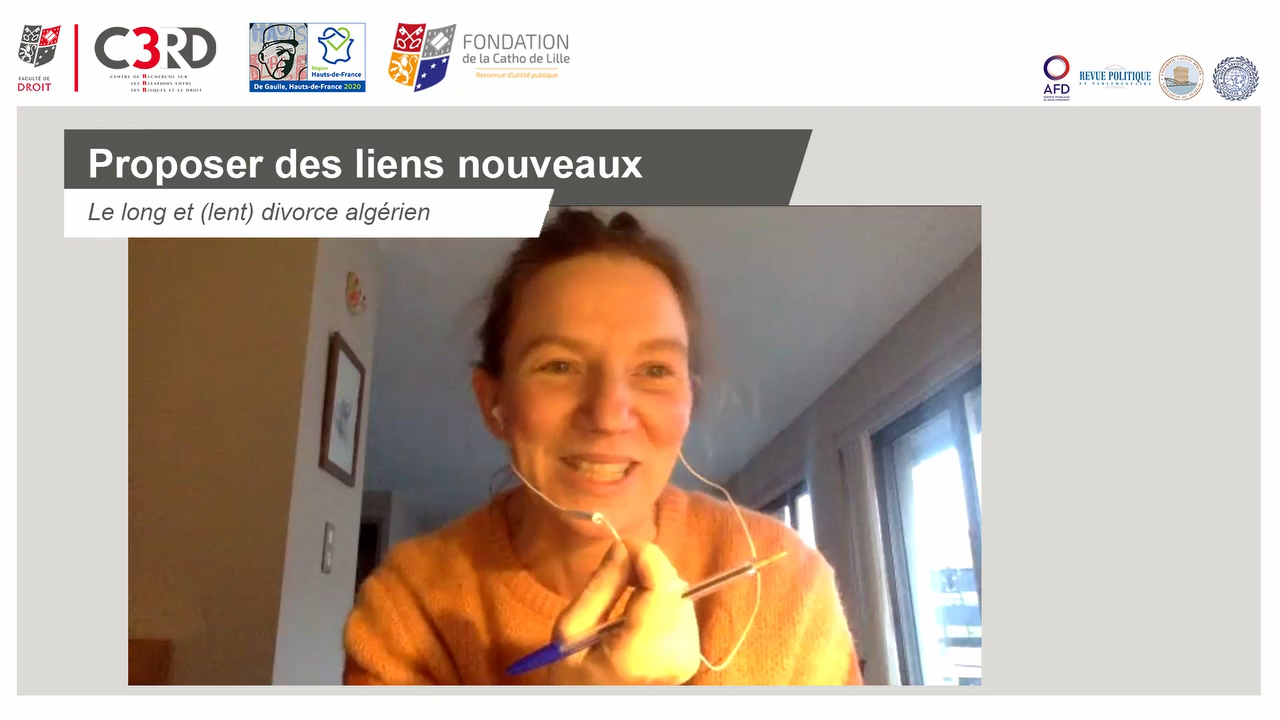 FACULTÉ DE
DROIT
C3RD
CENTRE DE RECHERCHE SUR
LES RELATIONS ENTRE
LES RISQUES ET LE DROIT
Région
Hauts-de-France
De Gaulle, Hauts-de-France 2020
FONDATION
de la Catho de Lille
Reconnue d'utilité publique
AFD
REVUE POLITIQUE
ET PARLEMENTAIRE
Proposer des liens nouveaux
Le long et (lent) divorce algérien